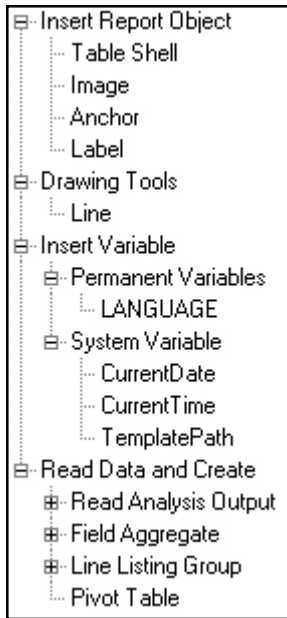 Insert Report Object
Table Shell
Image
Anchor
Label
Drawing Tools
Line
Insert Variable
Permanent Variables
LANGUAGE
System Variable
CurrentDate
CurrentTime
TemplatePath
Read Data and Create
Read Analysis Output
Field Aggregate
Line Listing Group
Pivot Table